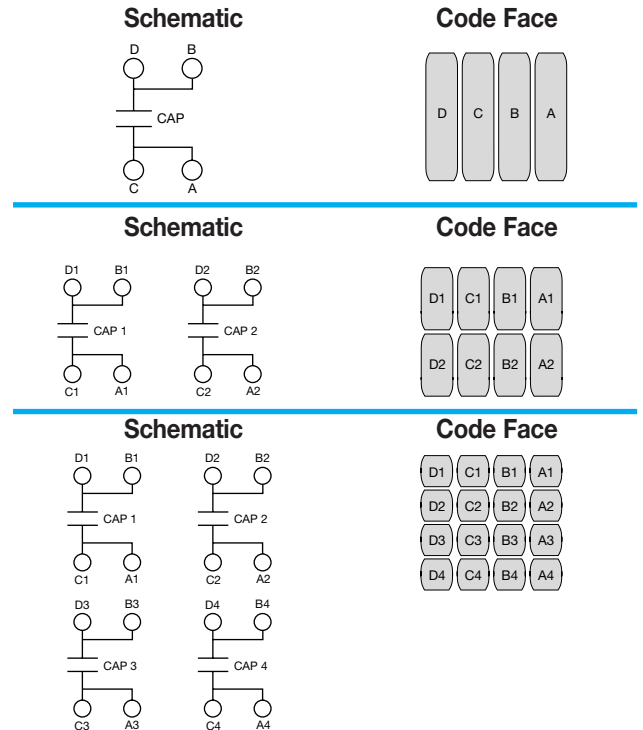 Schematic Code Face
D B
CAP
C A
D C B A
Schematic Code Face
D1 B1 D2 B2
CAP 1 CAP 2
C1 A1 C2 A2
D1 C1 B1 A1
D2 C2 B2 A2
Schematic Code Face
D1 B1 D2 B2
CAP 1 CAP 2
C1 A1 C2 A2
D3 B3 D4 B4
CAP 3 CAP 4
C3 A3 C4 A4
D1 C1 B1 A1
D2 C2 B2 A2
D3 C3 B3 A3
D4 C4 B4 A4